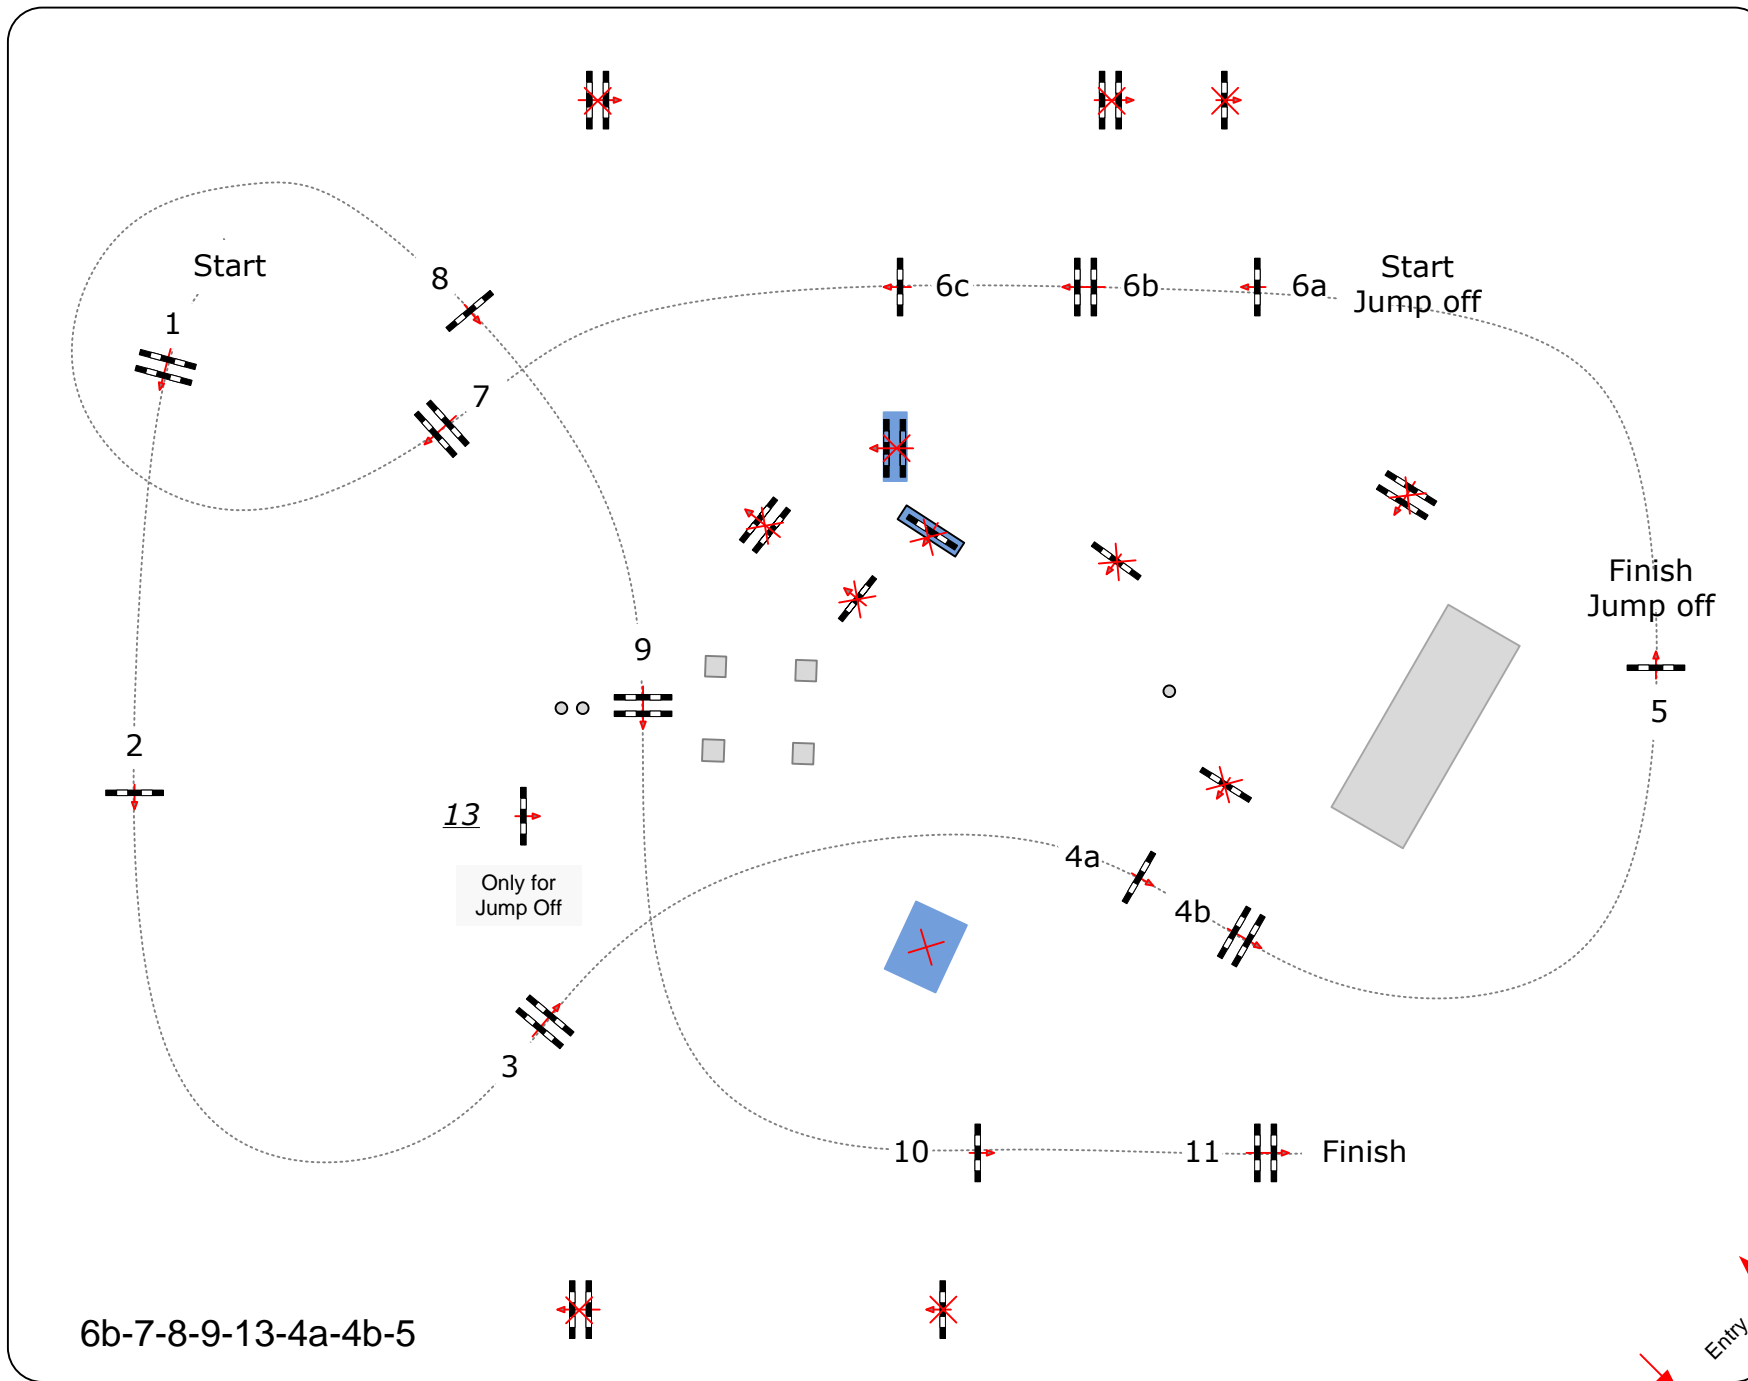 Start
1
8
6c
6b
6a
Start
Jump off
7
Finish
Jump off
9
5
2
13
Only for
Jump Off
4a
4b
3
10
11
Finish
6b-7-8-9-13-4a-4b-5
Entry